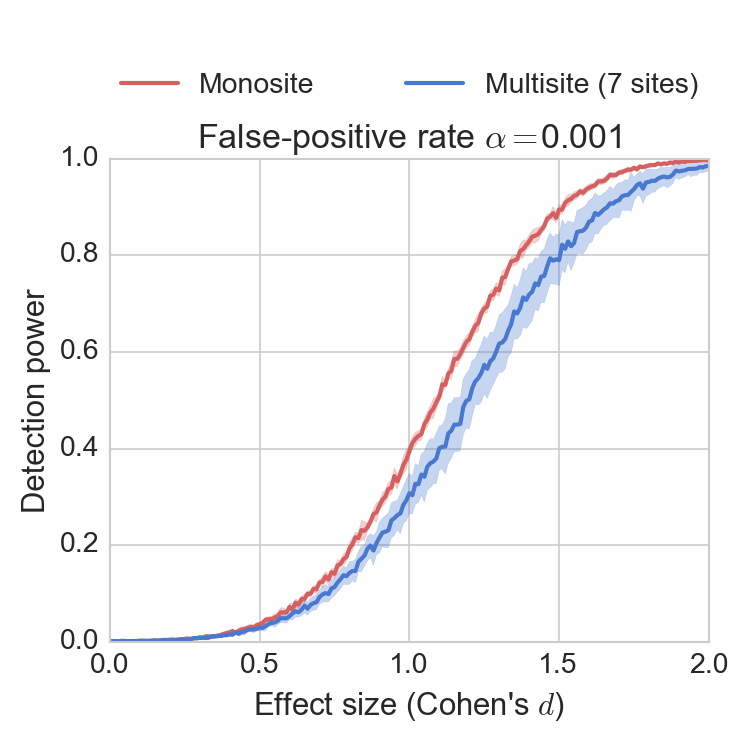 Monosite Multisite (7 sites)
False-positive rate α=0.001
1.0
0.8
0.6
0.4
0.2
0.0
Detection power
0.0 0.5 1.0 1.5 2.0
Effect size (Cohen's d)